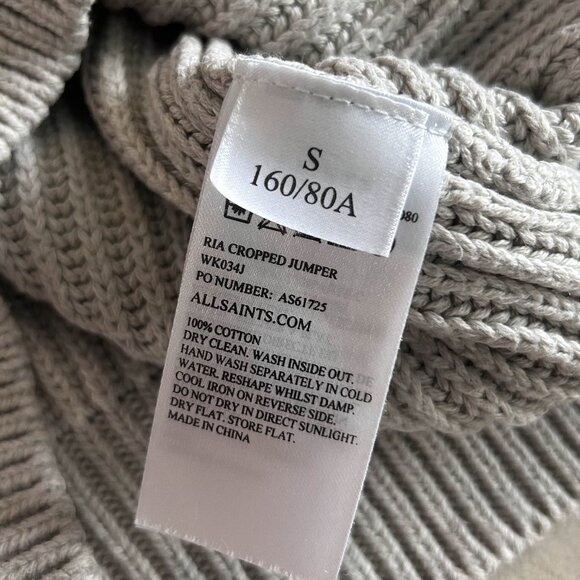 S
160/80A
080
RIA CROPPED JUMPER
WK034J
PO NUMBER: AS61725
ALLSAINTS.COM
100% COTTON
DRY CLEAN. WASH INSIDE OUT.
HAND WASH SEPARATELY IN COLD
WATER. RESHAPE WHILST DAMP.
COOL IRON ON REVERSE SIDE.
DO NOT DRY IN DIRECT SUNLIGHT.
DRY FLAT. STORE FLAT.
MADE IN CHINA